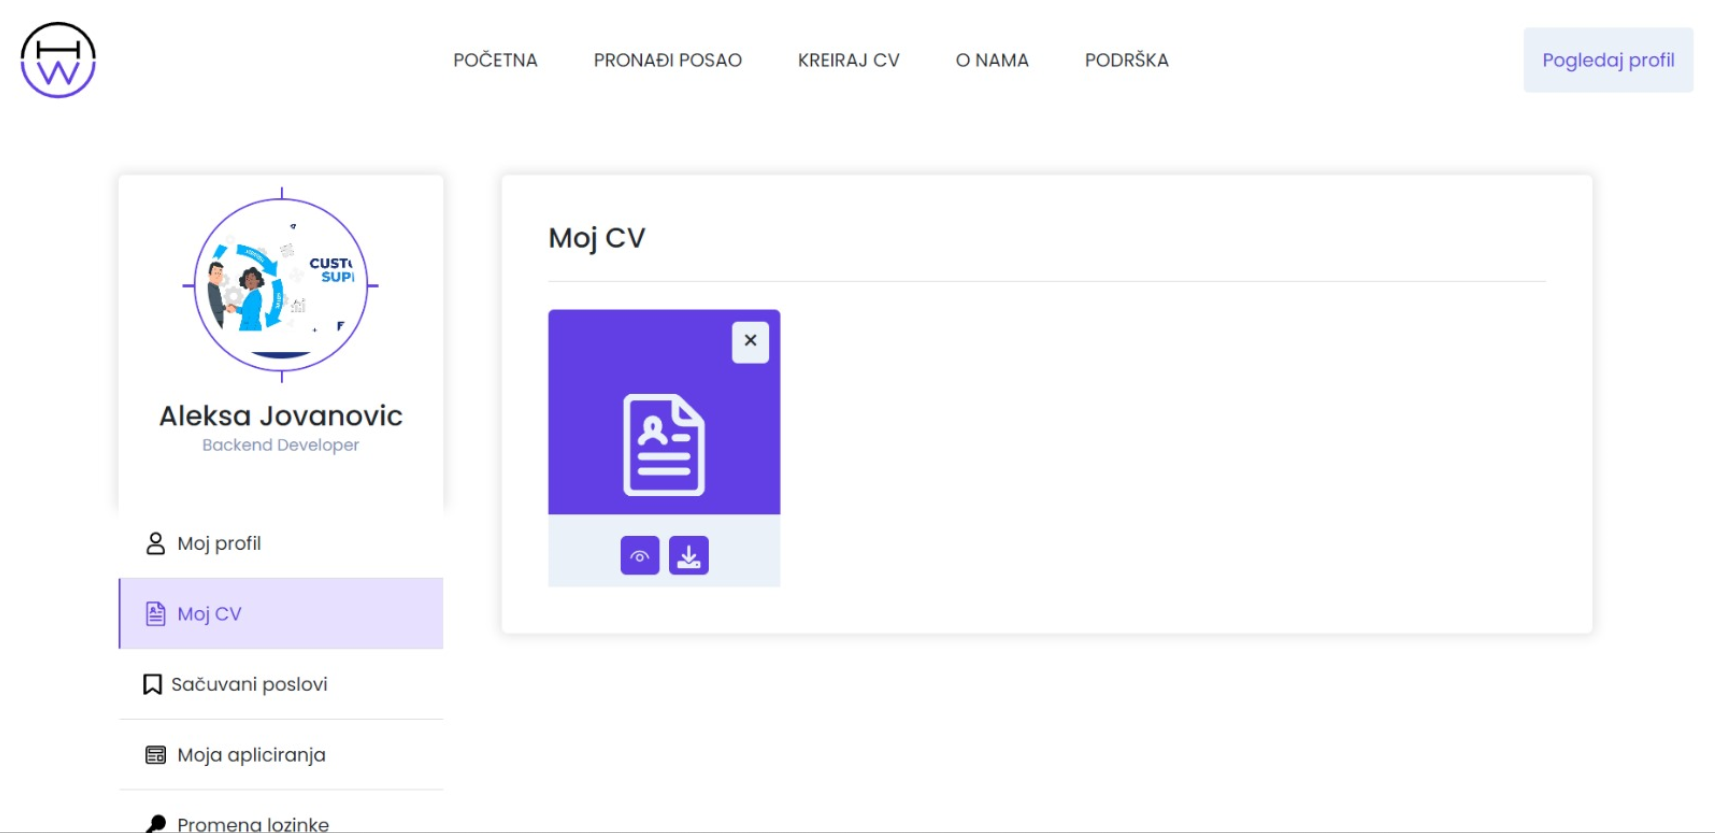 POČETNA
PRONAĐI POSAO
KREIRAJ CV
O NAMA
PODRŠKA
Pogledaj profil
Aleksa Jovanovic
Backend Developer
Moj profil
Moj CV
Sačuvani poslovi
Moja apliciranja
Promena lozinke
Moj CV